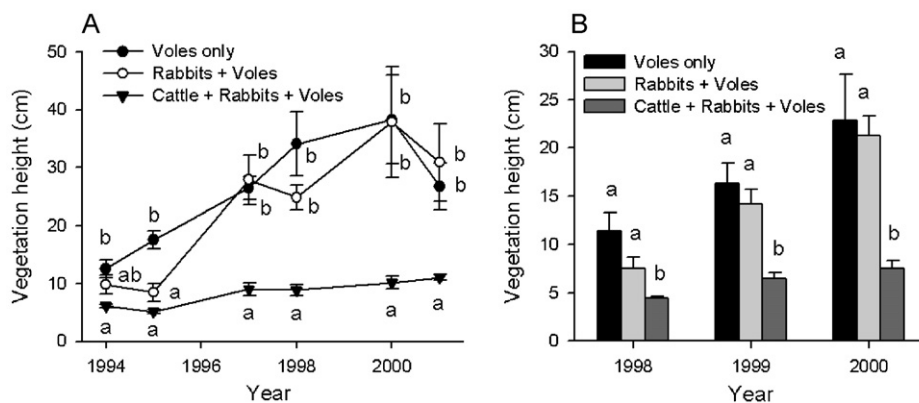 A
Vegetation height (cm)
50
40
30
20
10
0
Voles only
Rabbits + Voles
Cattle + Rabbits + Voles
b
b
b
b
b
b
b
b
b
b
ab
a
a
a
a
a
a
a
1994
1996
1998
2000
Year
B
Vegetation height (cm)
30
25
20
15
10
5
0
Voles only
Rabbits + Voles
Cattle + Rabbits + Voles
a
a
b
a
a
b
a
a
b
1998
1999
2000
Year